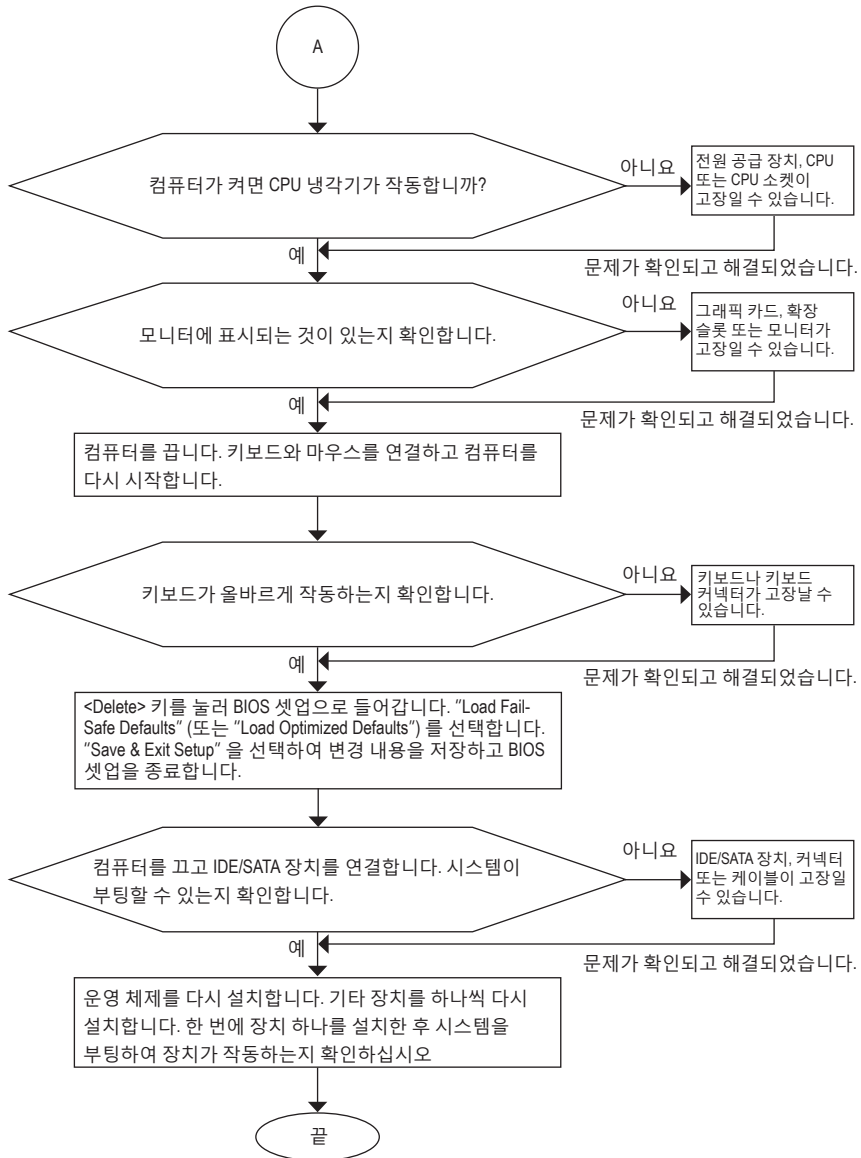 A
컴퓨터가 켜면 CPU 냉각기가 작동합니까?
아니요
전원 공급 장치, CPU
또는 CPU 소켓이
고장일 수 있습니다.
예
문제가 확인되고 해결되었습니다.
모니터에 표시되는 것이 있는지 확인합니다.
아니요
그래픽 카드, 확장
슬롯 또는 모니터가
고장일 수 있습니다.
예
문제가 확인되고 해결되었습니다.
컴퓨터를 끕니다. 키보드와 마우스를 연결하고 컴퓨터를
다시 시작합니다.
키보드가 올바르게 작동하는지 확인합니다.
아니요
키보드나 키보드
커넥터가 고장날 수
있습니다.
예
문제가 확인되고 해결되었습니다.
<Delete> 키를 눌러 BIOS 셋업으로 들어갑니다. "Load Fail-
Safe Defaults" (또는 "Load Optimized Defaults") 를 선택합니다.
"Save & Exit Setup" 을 선택하여 변경 내용을 저장하고 BIOS
셋업을 종료합니다.
컴퓨터를 끄고 IDE/SATA 장치를 연결합니다. 시스템이
부팅할 수 있는지 확인합니다.
아니요
IDE/SATA 장치, 커넥터
또는 케이블이 고장일
수 있습니다.
예
문제가 확인되고 해결되었습니다.
운영 체제를 다시 설치합니다. 기타 장치를 하나씩 다시
설치합니다. 한 번에 장치 하나를 설치한 후 시스템을
부팅하여 장치가 작동하는지 확인하십시오
끝